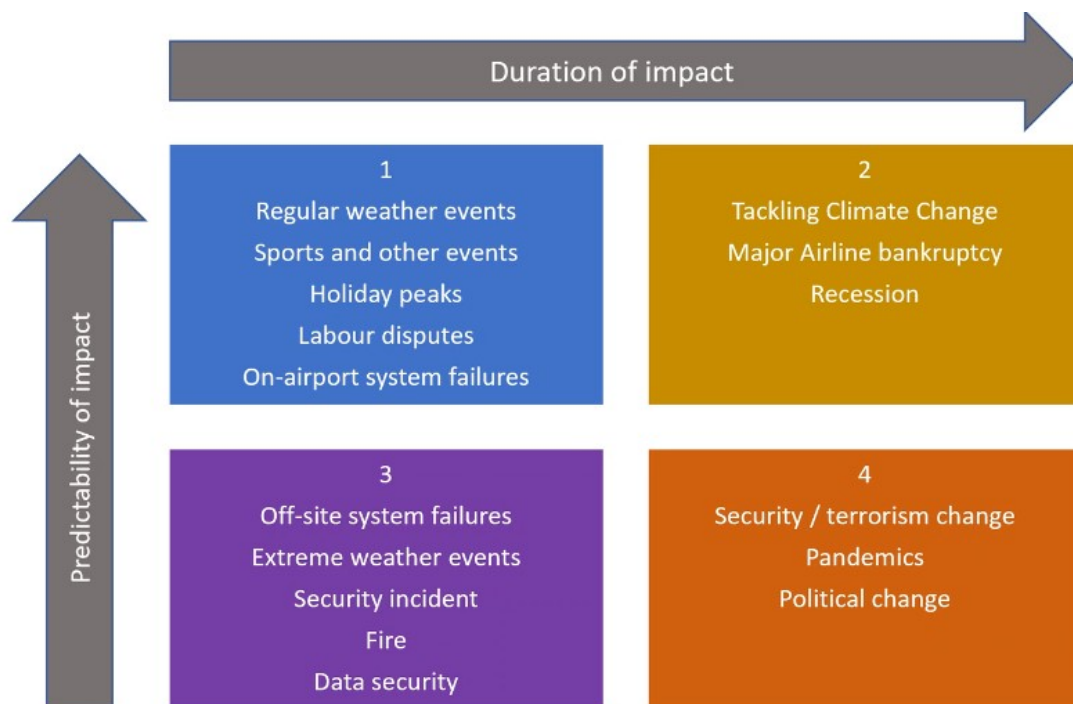 Duration of impact
Predictability of impact
1
Regular weather events
Sports and other events
Holiday peaks
Labour disputes
On-airport system failures
2
Tackling Climate Change
Major Airline bankruptcy
Recession
3
Off-site system failures
Extreme weather events
Security incident
Fire
Data security
4
Security / terrorism change
Pandemics
Political change